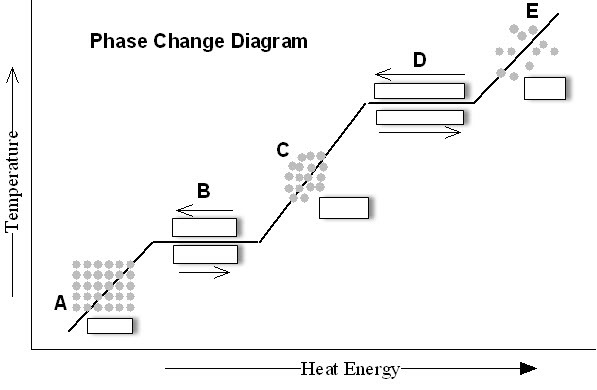 Phase Change Diagram
E
D
C
B
A
Temperature
Heat Energy